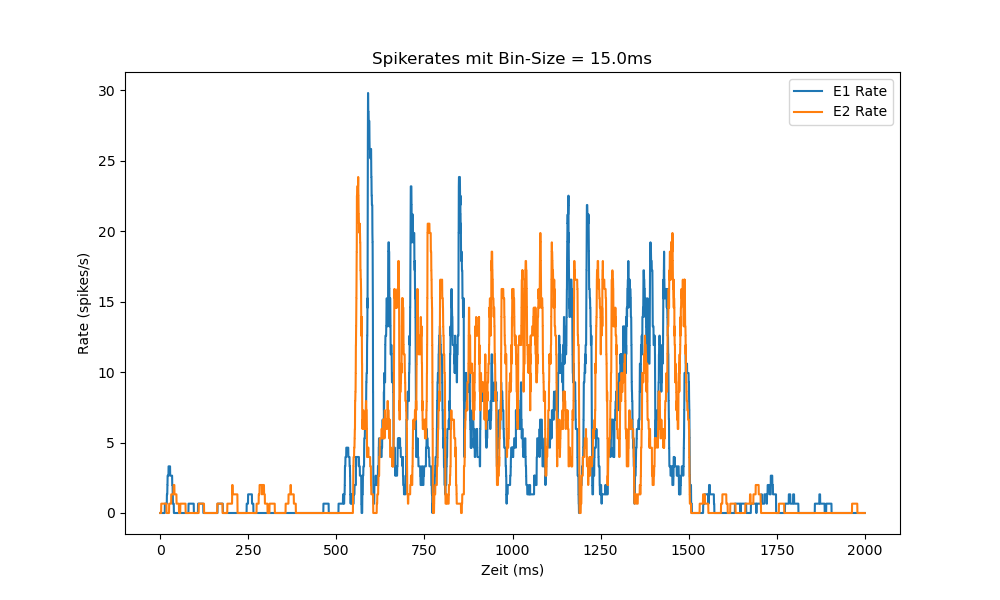 Spikerates mit Bin-Size = 15.0ms
E1 Rate
E2 Rate
30
25
20
15
10
5
0
Rate (spikes/s)
0 250 500 750 1000 1250 1500 1750 2000
Zeit (ms)